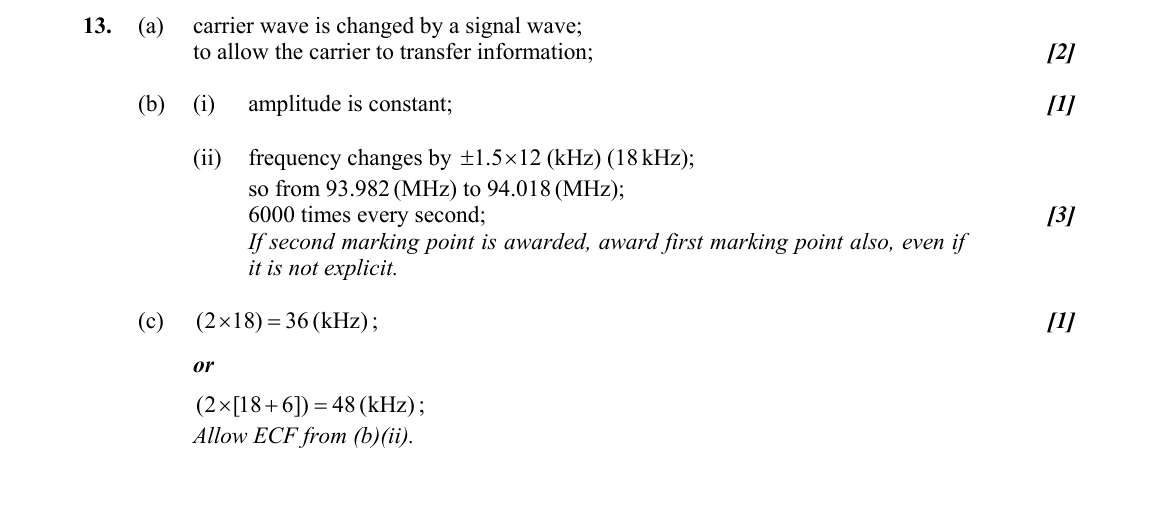 13. (a) carrier wave is changed by a signal wave;
to allow the carrier to transfer information; [2]
(b) (i) amplitude is constant; [1]
(ii) frequency changes by ±1.5×12 (kHz) (18 kHz);
so from 93.982 (MHz) to 94.018 (MHz);
6000 times every second; [3]
If second marking point is awarded, award first marking point also, even if
it is not explicit.
(c) (2×18) = 36 (kHz); [1]
or
(2×[18+6]) = 48 (kHz);
Allow ECF from (b)(ii).